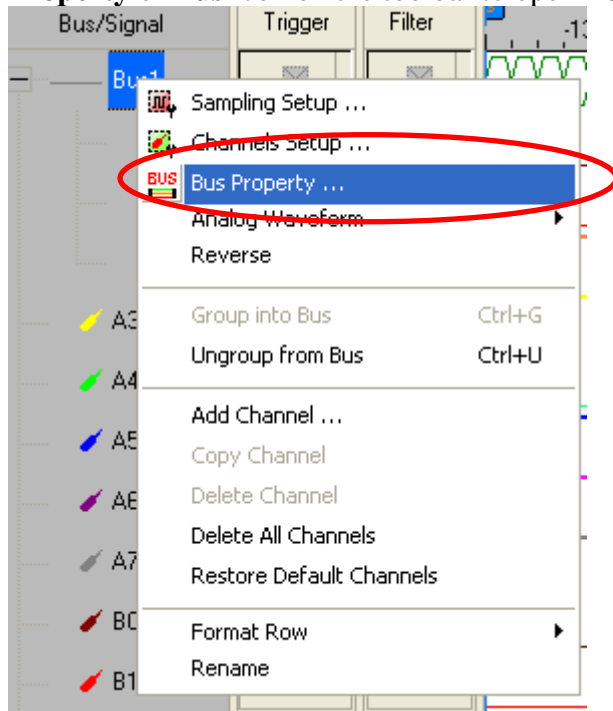 Bus/Signal Trigger Filter
Bus1
Sampling Setup ...
Channels Setup ...
BUS Bus Property ...
Analog Waveform
Reverse
A3 Group into Bus Ctrl+G
Ungroup from Bus Ctrl+U
A4
Add Channel ...
A5 Copy Channel
A6 Delete Channel
Delete All Channels
A7 Restore Default Channels
B0 Format Row
B1 Rename